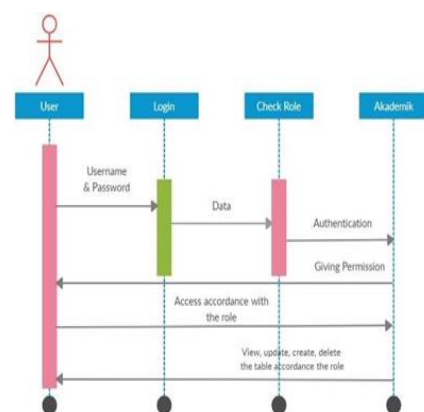 User
Login
Check Role
Akademik
Username
& Password
Data
Authentication
Giving Permission
Access accordance with
the role
View, update, create, delete
the table accordance the role